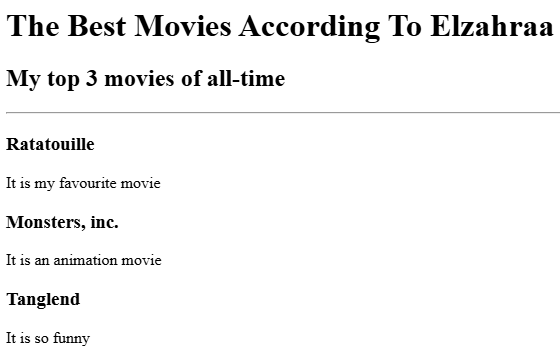 The Best Movies According To Elzahraa
My top 3 movies of all-time
Ratatouille
It is my favourite movie
Monsters, inc.
It is an animation movie
Tanglend
It is so funny